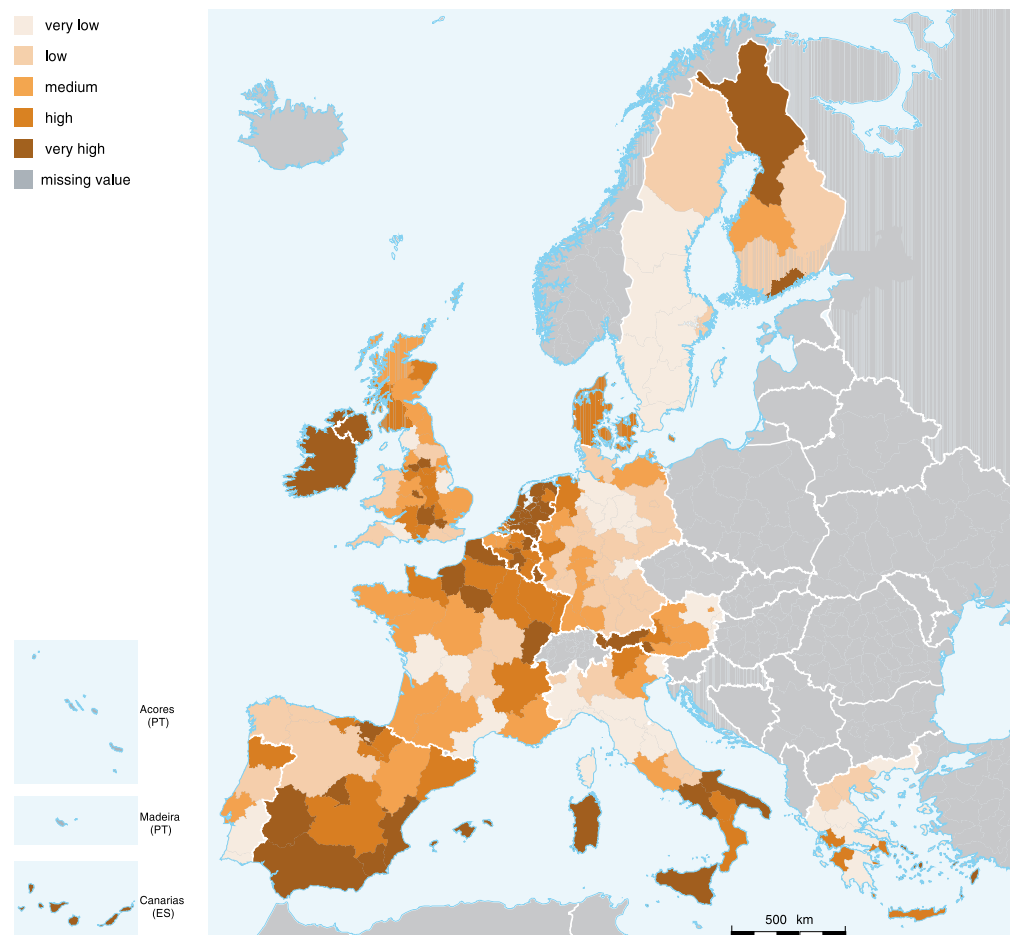 very low
low
medium
high
very high
missing value
Acores
(PT)
Madeira
(PT)
Canarias
(ES)
500 km